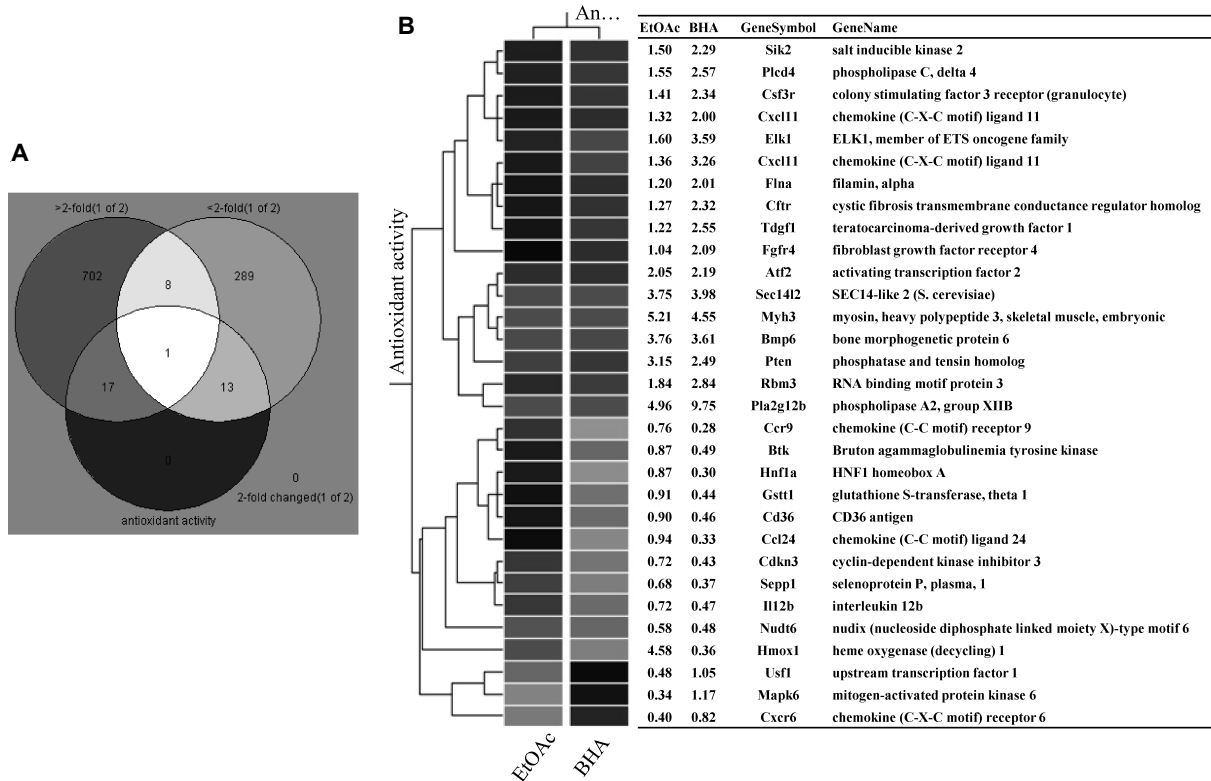 A
>2-fold(1 of 2)
<2-fold(1 of 2)
702
8
289
1
17
13
0
0
2-fold changed(1 of 2)
antioxidant activity
B
An…
Antioxidant activity
EtOAc
BHA
EtOAc BHA GeneSymbol GeneName
1.50 2.29 Sik2 salt inducible kinase 2
1.55 2.57 Plcd4 phospholipase C, delta 4
1.41 2.34 Csf3r colony stimulating factor 3 receptor (granulocyte)
1.32 2.00 Cxcl11 chemokine (C-X-C motif) ligand 11
1.60 3.59 Elk1 ELK1, member of ETS oncogene family
1.36 3.26 Cxcl11 chemokine (C-X-C motif) ligand 11
1.20 2.01 Flna filamin, alpha
1.27 2.32 Cftr cystic fibrosis transmembrane conductance regulator homolog
1.22 2.55 Tdgf1 teratocarcinoma-derived growth factor 1
1.04 2.09 Fgfr4 fibroblast growth factor receptor 4
2.05 2.19 Atf2 activating transcription factor 2
3.75 3.98 Sec14l2 SEC14-like 2 (S. cerevisiae)
5.21 4.55 Myh3 myosin, heavy polypeptide 3, skeletal muscle, embryonic
3.76 3.61 Bmp6 bone morphogenetic protein 6
3.15 2.49 Pten phosphatase and tensin homolog
1.84 2.84 Rbm3 RNA binding motif protein 3
4.96 9.75 Pla2g12b phospholipase A2, group XIIB
0.76 0.28 Ccr9 chemokine (C-C motif) receptor 9
0.87 0.49 Btk Bruton agammaglobulinemia tyrosine kinase
0.87 0.30 Hnf1a HNF1 homeobox A
0.91 0.44 Gstt1 glutathione S-transferase, theta 1
0.90 0.46 Cd36 CD36 antigen
0.94 0.33 Ccl24 chemokine (C-C motif) ligand 24
0.72 0.43 Cdkn3 cyclin-dependent kinase inhibitor 3
0.68 0.37 Sepp1 selenoprotein P, plasma, 1
0.72 0.47 Il12b interleukin 12b
0.58 0.48 Nudt6 nudix (nucleoside diphosphate linked moiety X)-type motif 6
4.58 0.36 Hmox1 heme oxygenase (decycling) 1
0.48 1.05 Usf1 upstream transcription factor 1
0.34 1.17 Mapk6 mitogen-activated protein kinase 6
0.40 0.82 Cxcr6 chemokine (C-X-C motif) receptor 6